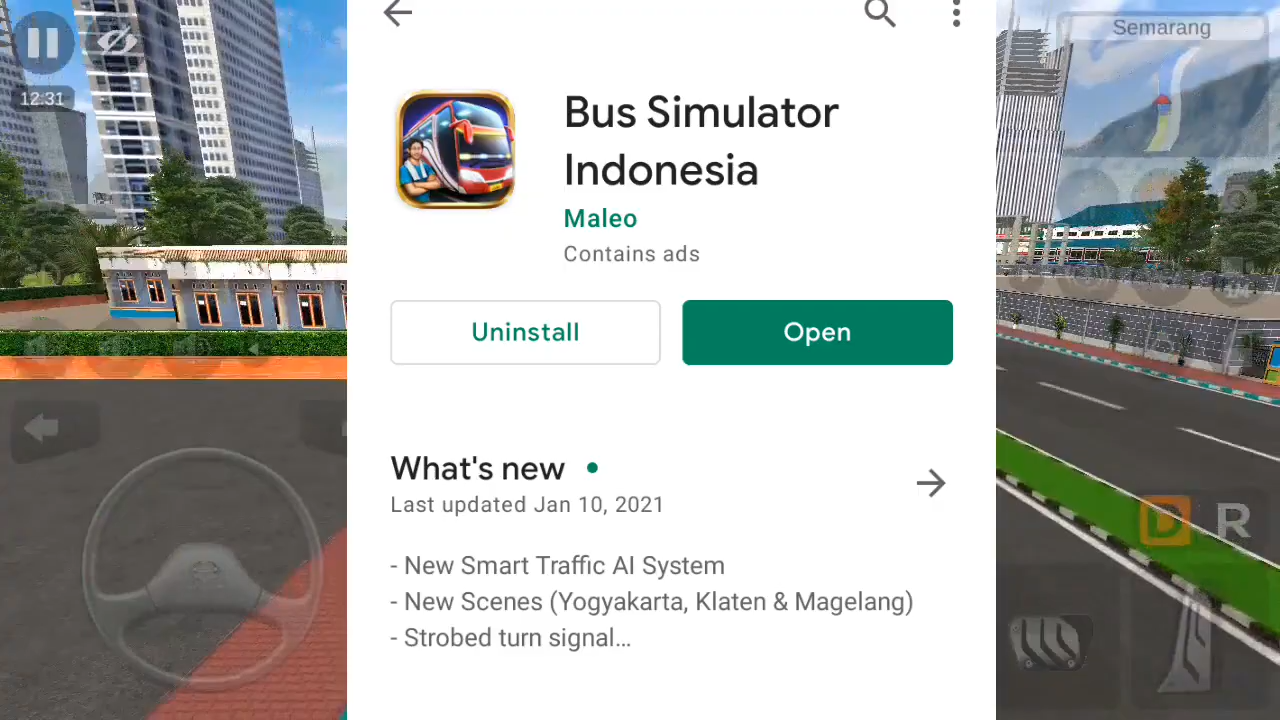 12:31
Semarang
Bus Simulator
Indonesia
Maleo
Contains ads
Uninstall
Open
What's new
Last updated Jan 10, 2021
- New Smart Traffic AI System
- New Scenes (Yogyakarta, Klaten & Magelang)
- Strobed turn signal…
D R